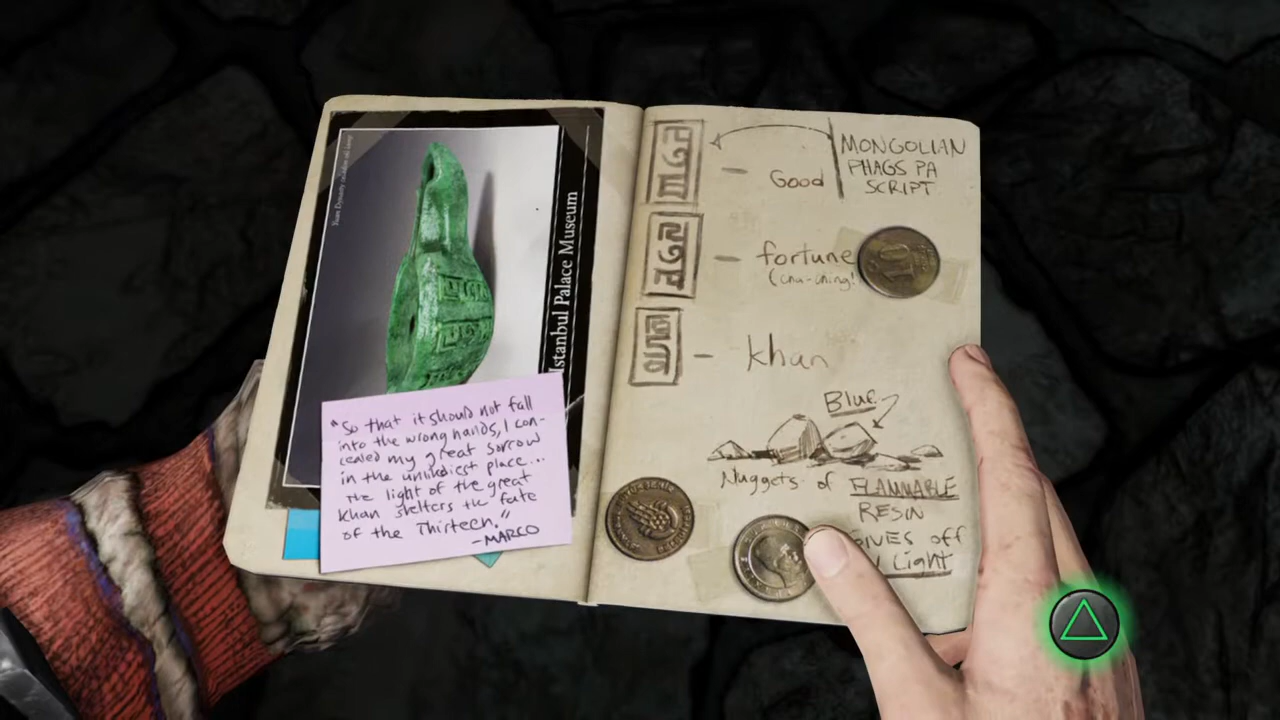 Istanbul Palace Museum
"So that it should not fall
into the wrong hands, I con-
cealed my great sorrow
in the unlikliest place...
the light of the great
khan shelters the fate
of the Thirteen."
-MARCO
MONGOLIAN
PHAGS PA
SCRIPT
- Good
- fortune
(cha-ching!
- khan
Blue
Nuggets of FLAMMABLE
RESIN
GIVES off
Light
10